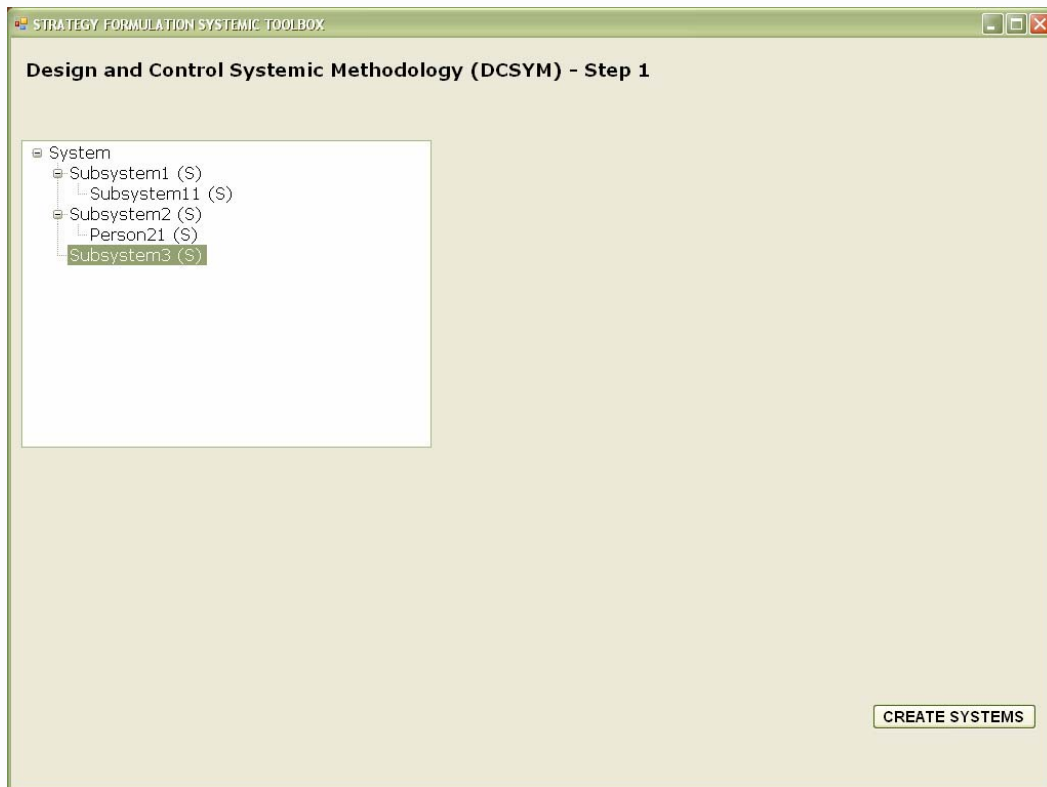 STRATEGY FORMULATION SYSTEMIC TOOLBOX
Design and Control Systemic Methodology (DCSYM) - Step 1
System
Subsystem1 (S)
Subsystem11 (S)
Subsystem2 (S)
Person21 (S)
Subsystem3 (S)
CREATE SYSTEMS